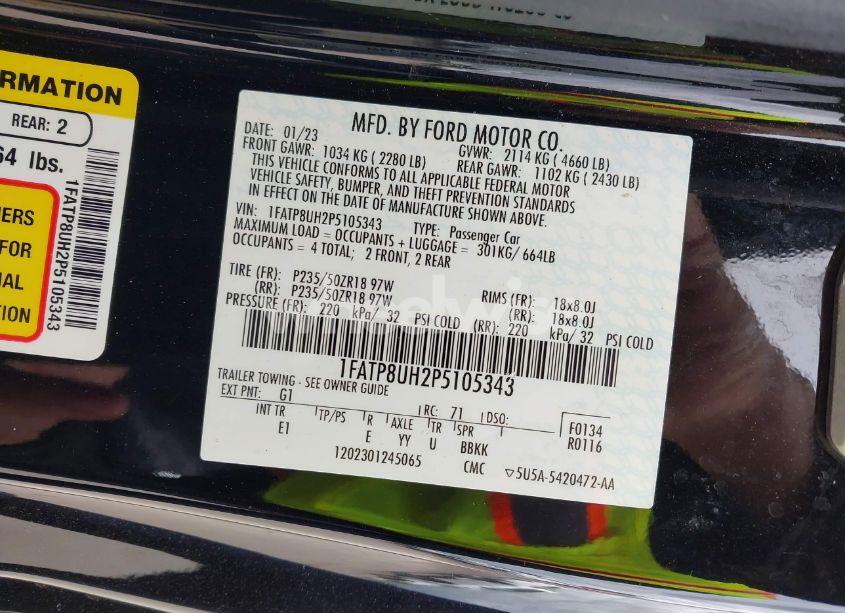 ORMATION
REAR: 2
64 lbs.
1FATP8UH2P5105343
NERS
FOR
NAL
TION
MFD. BY FORD MOTOR CO.
DATE: 01/23 GVWR: 2114 KG ( 4660 LB)
FRONT GAWR: 1034 KG ( 2280 LB) REAR GAWR: 1102 KG ( 2430 LB)
THIS VEHICLE CONFORMS TO ALL APPLICABLE FEDERAL MOTOR
VEHICLE SAFETY, BUMPER, AND THEFT PREVENTION STANDARDS
IN EFFECT ON THE DATE OF MANUFACTURE SHOWN ABOVE.
VIN: 1FATP8UH2P5105343 TYPE: Passenger Car
MAXIMUM LOAD = OCCUPANTS + LUGGAGE = 301KG/ 664LB
OCCUPANTS = 4 TOTAL; 2 FRONT, 2 REAR
TIRE (FR): P235/50ZR18 97W RIMS (FR): 18x8.0J
(RR): P235/50ZR18 97W (RR): 18x8.0J
PRESSURE (FR): 220 kPa/ 32 PSI COLD (RR): 220 kPa/ 32 PSI COLD
1FATP8UH2P5105343
TRAILER TOWING - SEE OWNER GUIDE
EXT PNT: G1 RC: 71 DSO: F0134
INT TR TP/PS R AXLE TR SPR R0116
E1 E YY U BBKK
1202301245065 CMC ▽5U5A-5420472-AA